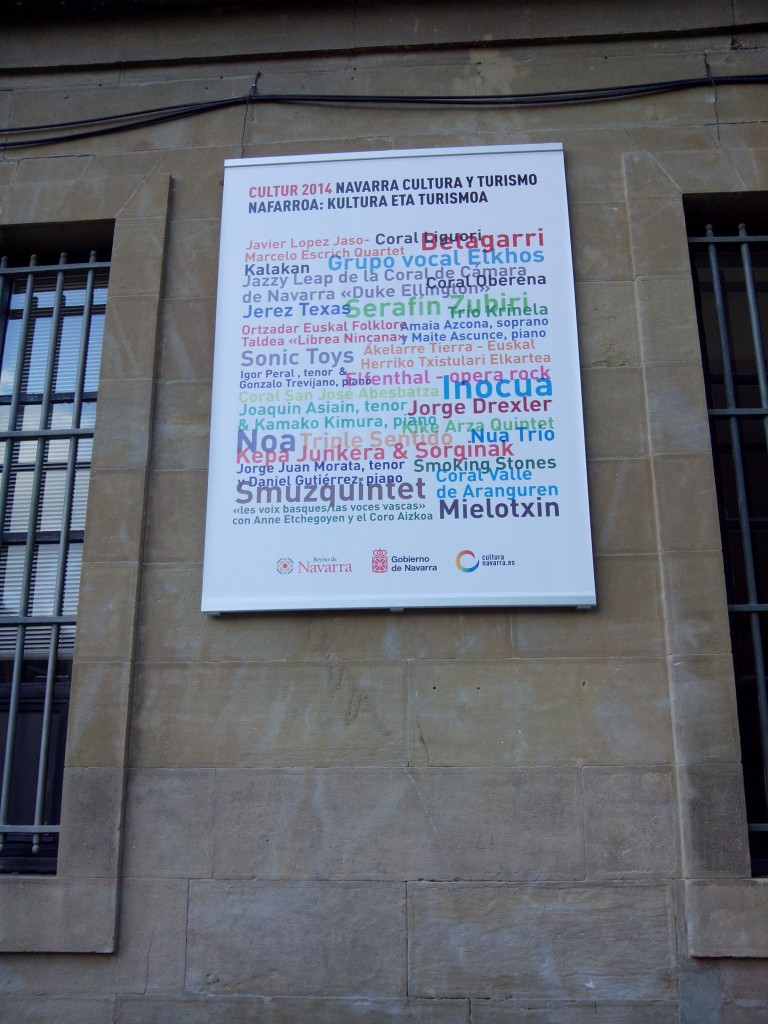 CULTUR 2014 NAVARRA CULTURA Y TURISMO
NAFARROA: KULTURA ETA TURISMOA
Javier Lopez Jaso-
Marcelo Escrich Quartet
Coral Liguori
Betagarri
Kalakan
Grupo vocal Elkhos
Jazzy Leap de la Coral de Cámara
de Navarra «Duke Ellington»
Coral Oberena
Jerez Texas
Serafín Zubiri
Trio Krimela
Ortzadar Euskal Folklore
Taldea «Librea Nincana»
Amaia Azcona, soprano
y Maite Ascunce, piano
Sonic Toys
Akelarre Tierra - Euskal
Herriko Txistulari Elkartea
Igor Peral , tenor &
Gonzalo Trevijano, piano
- opera rock
Coral San José Abesbatza
Inocua
Joaquin Asiain, tenor
& Kamako Kimura, piano
Jorge Drexler
Kike Arza Quintet
Noa
Triple Sentido
Nua Trio
Kepa Junkera & Sorginak
Jorge Juan Morata, tenor
y Daniel Gutiérrez, piano
Smoking Stones
Smuzquintet
Coral Valle
de Aranguren
«les voix basques/las voces vascas»
con Anne Etchegoyen y el Coro Aizkoa
Mielotxin
Reyno de
Navarra
Gobierno
de Navarra
cultura
navarra.es